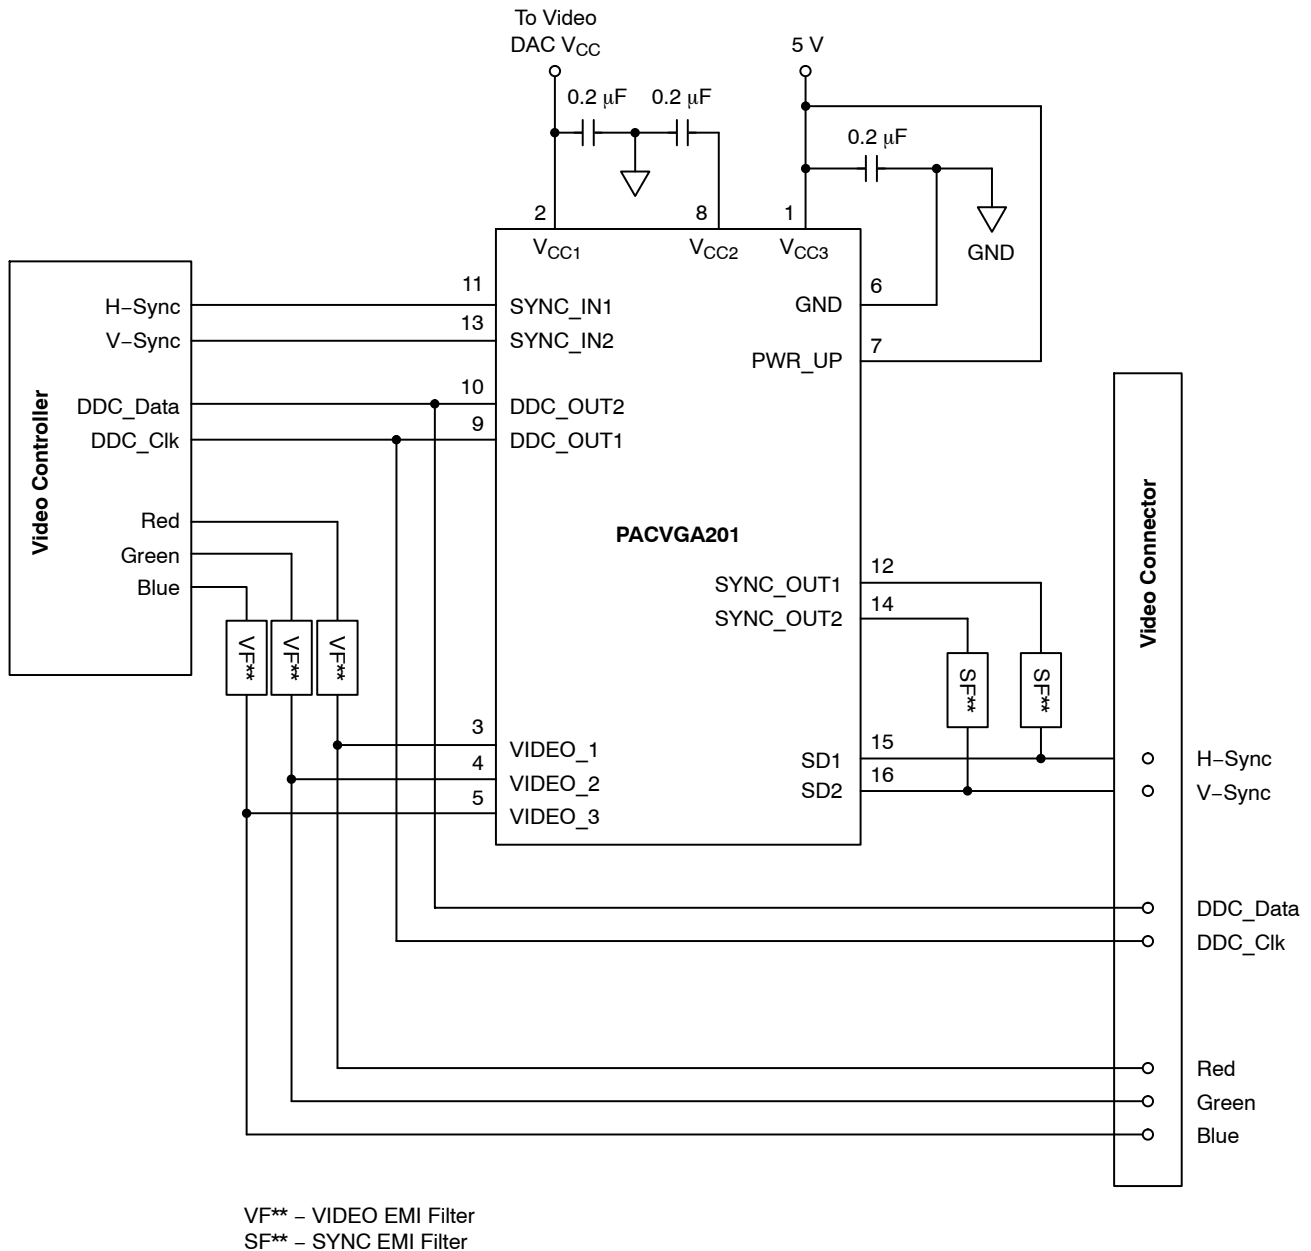 To Video
DAC VCC
5 V
0.2 μF
0.2 μF
0.2 μF
2
8
1
VCC1
VCC2
VCC3
GND
11
6
H−Sync
SYNC_IN1
GND
13
V−Sync
SYNC_IN2
7
PWR_UP
10
DDC_Data
DDC_OUT2
9
DDC_Clk
DDC_OUT1
Video Controller
Video Connector
Red
Green
Blue
PACVGA201
12
SYNC_OUT1
14
SYNC_OUT2
VF**
VF**
VF**
SF**
SF**
3
VIDEO_1
4
VIDEO_2
5
VIDEO_3
15
SD1
H−Sync
16
SD2
V−Sync
DDC_Data
DDC_Clk
Red
Green
Blue
VF** − VIDEO EMI Filter
SF** − SYNC EMI Filter